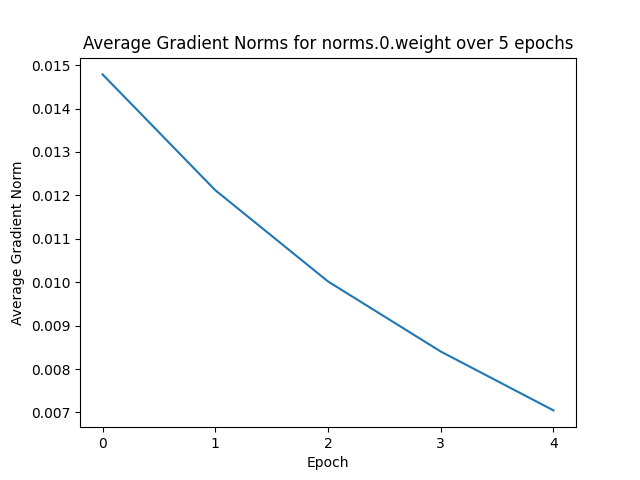 Average Gradient Norms for norms.0.weight over 5 epochs
0.015
0.014
0.013
0.012
0.011
0.010
0.009
0.008
0.007
Average Gradient Norm
0 1 2 3 4
Epoch